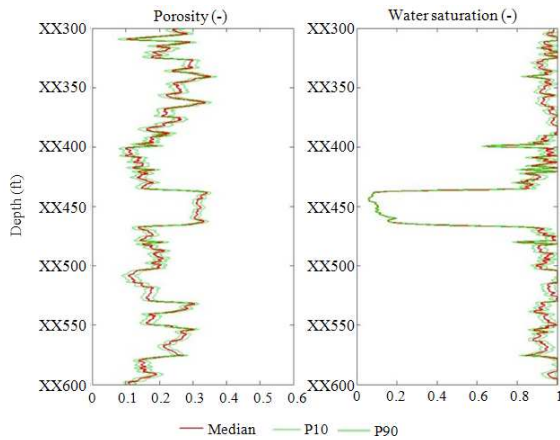 Porosity (-)
Water saturation (-)
Depth (ft)
XX300
XX350
XX400
XX450
XX500
XX550
XX600
0 0.1 0.2 0.3 0.4 0.5 0.6
XX300
XX350
XX400
XX450
XX500
XX550
XX600
0 0.2 0.4 0.6 0.8 1
Median P10 P90